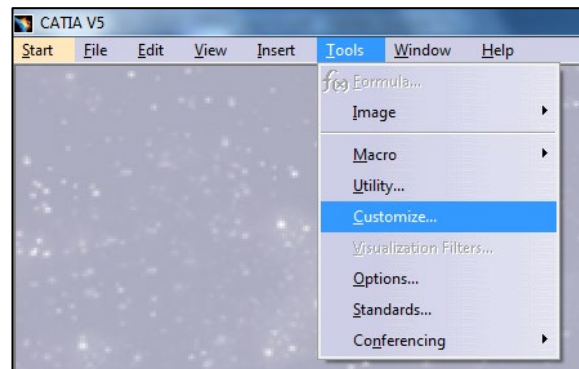 CATIA V5
Start File Edit View Insert Tools Window Help
f(x) Formula...
Image
Macro
Utility...
Customize...
Visualization Filters...
Options...
Standards...
Conferencing